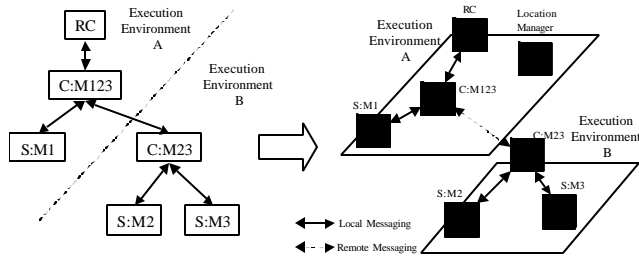 RC
Execution
Environment
A
C:M123
Execution
Environment
B
S:M1
C:M23
S:M2
S:M3
Execution
Environment
A
RC
Location
Manager
C:M123
S:M1
C:M23
Execution
Environment
B
S:M2
S:M3
Local Messaging
Remote Messaging